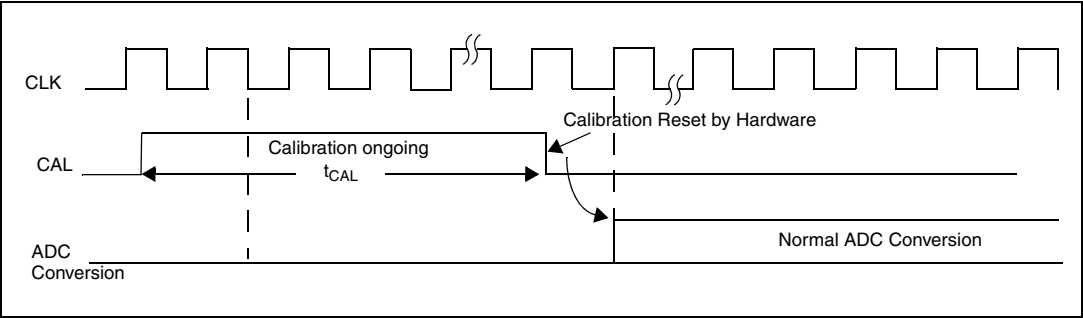 CLK
Calibration Reset by Hardware
CAL
Calibration ongoing
tCAL
Normal ADC Conversion
ADC
Conversion